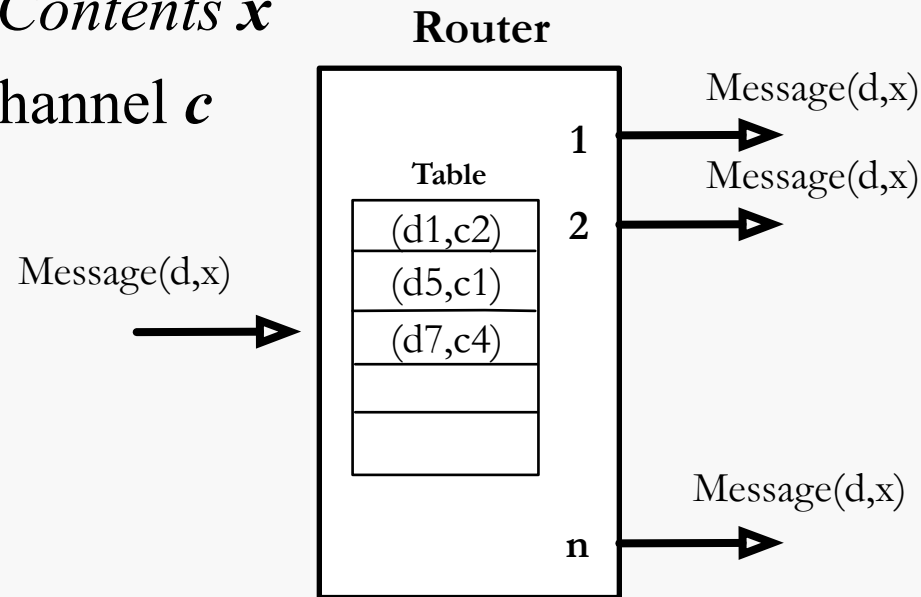 Contents x
hannel c
Router
Message(d,x)
1
Message(d,x)
Table
2
(d1,c2)
(d5,c1)
Message(d,x)
(d7,c4)
Message(d,x)
n